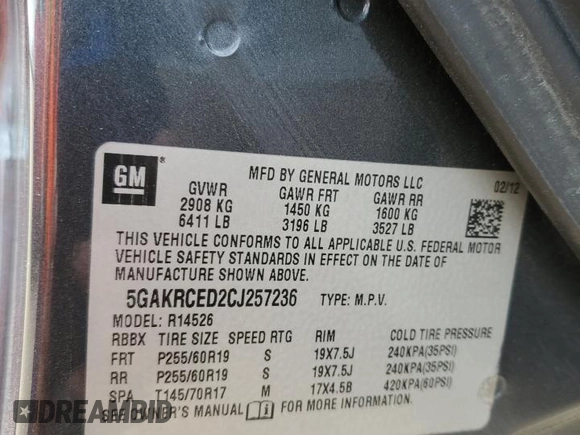 GM ®
MFD BY GENERAL MOTORS LLC 02/12
GVWR GAWR FRT GAWR RR
2908 KG 1450 KG 1600 KG
6411 LB 3196 LB 3527 LB
THIS VEHICLE CONFORMS TO ALL APPLICABLE U.S. FEDERAL MOTOR
VEHICLE SAFETY STANDARDS IN EFFECT ON THE DATE OF
MANUFACTURE SHOWN ABOVE.
5GAKRCED2CJ257236 TYPE: M.P.V.
MODEL: R14526
RBBX TIRE SIZE SPEED RTG RIM COLD TIRE PRESSURE
FRT P255/60R19 S 19X7.5J 240KPA(35PSI)
RR P255/60R19 S 19X7.5J 240KPA(35PSI)
SPA T145/70R17 M 17X4.5B 420KPA(60PSI)
SEE OWNER'S MANUAL FOR MORE INFORMATION.
DREAMBID